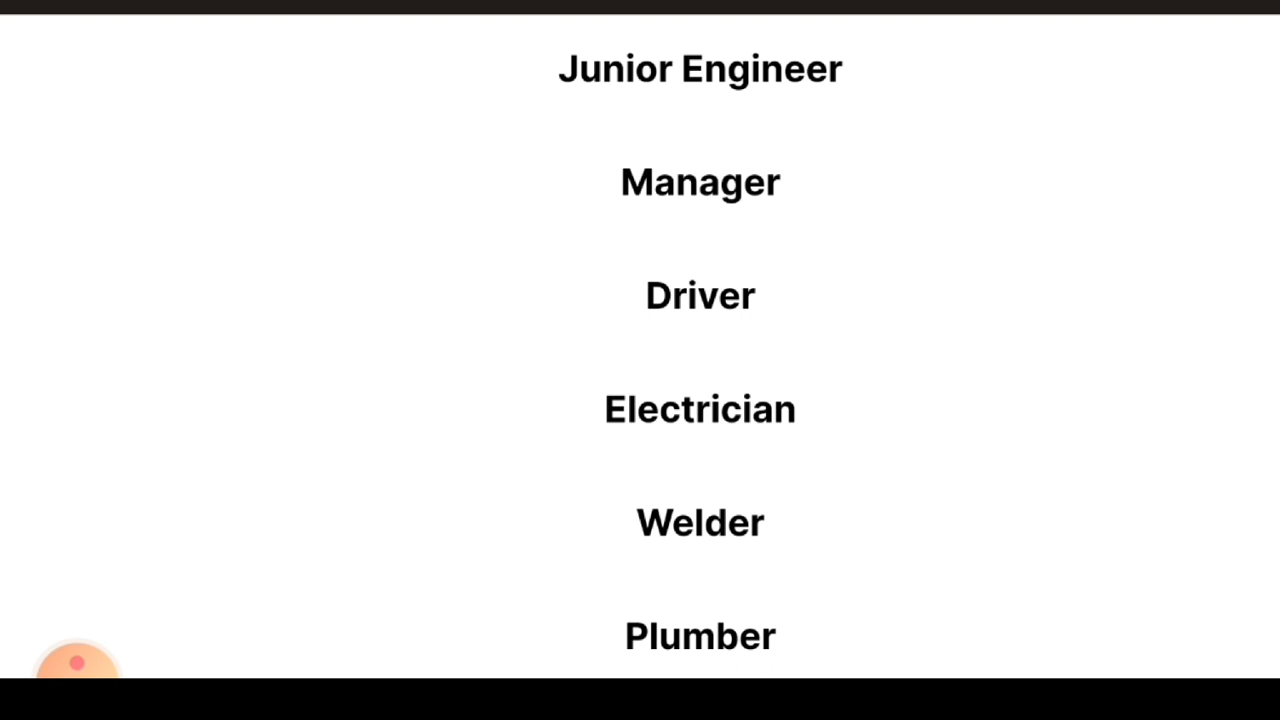 Junior Engineer
Manager
Driver
Electrician
Welder
Plumber